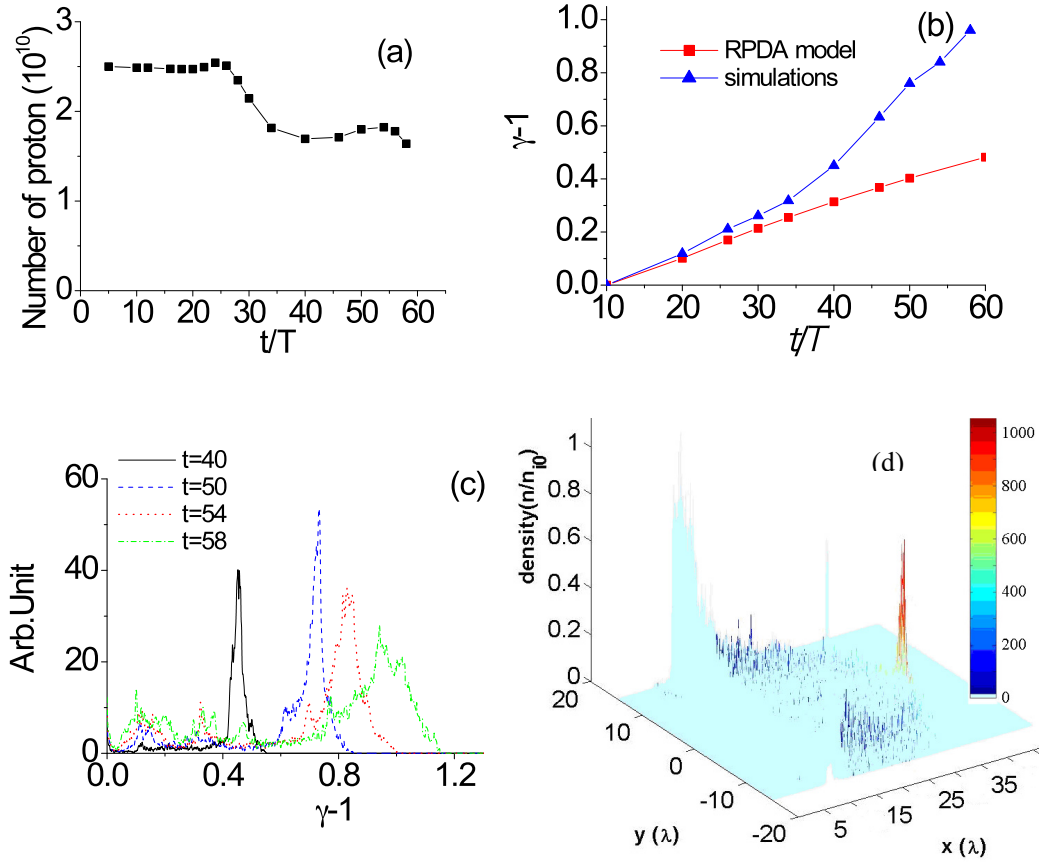 (a)
Number of proton (10^10)
3
2
1
0
0 10 20 30 40 50 60
t/T
(b)
RPDA model
simulations
γ-1
1.0
0.8
0.6
0.4
0.2
0.0
10 20 30 40 50 60
t/T
(c)
t=40
t=50
t=54
t=58
Arb.Unit
60
40
20
0
0.0 0.4 0.8 1.2
γ-1
(d)
density(n/n_i0)
1
0.8
0.6
0.4
0.2
0
20
10
0
-10
-20
y (λ)
5 15 25 35
x (λ)
1000
800
600
400
200
0